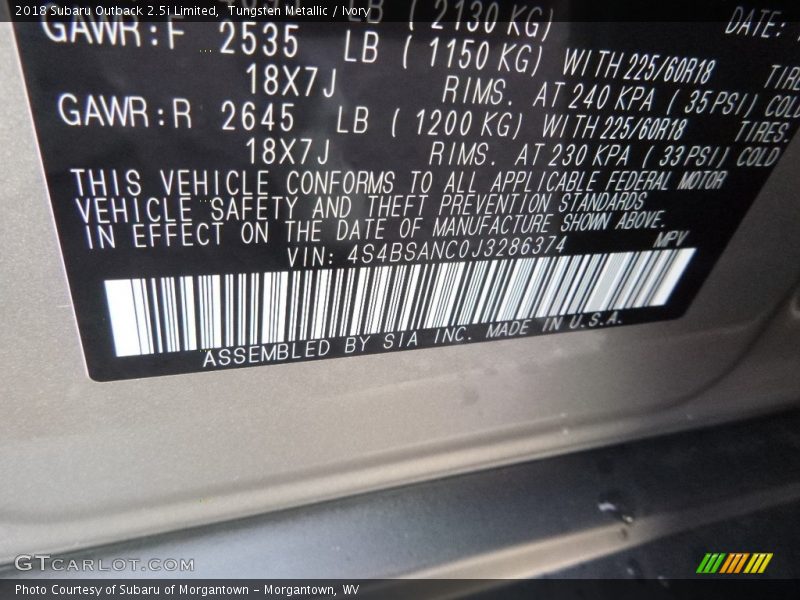 2018 Subaru Outback 2.5i Limited, Tungsten Metallic / Ivory
LB ( 2130 KG)
DATE:
GAWR:F 2535 LB ( 1150 KG) WITH 225/60R18
18X7J RIMS. AT 240 KPA ( 35 PSI) COLD
GAWR:R 2645 LB ( 1200 KG) WITH 225/60R18 TIRES.
18X7J RIMS. AT 230 KPA ( 33 PSI) COLD
THIS VEHICLE CONFORMS TO ALL APPLICABLE FEDERAL MOTOR
VEHICLE SAFETY AND THEFT PREVENTION STANDARDS
IN EFFECT ON THE DATE OF MANUFACTURE SHOWN ABOVE.
VIN: 4S4BSANC0J3286374 MPV
ASSEMBLED BY SIA INC. MADE IN U.S.A.
GTCARLOT.COM
Photo Courtesy of Subaru of Morgantown - Morgantown, WV